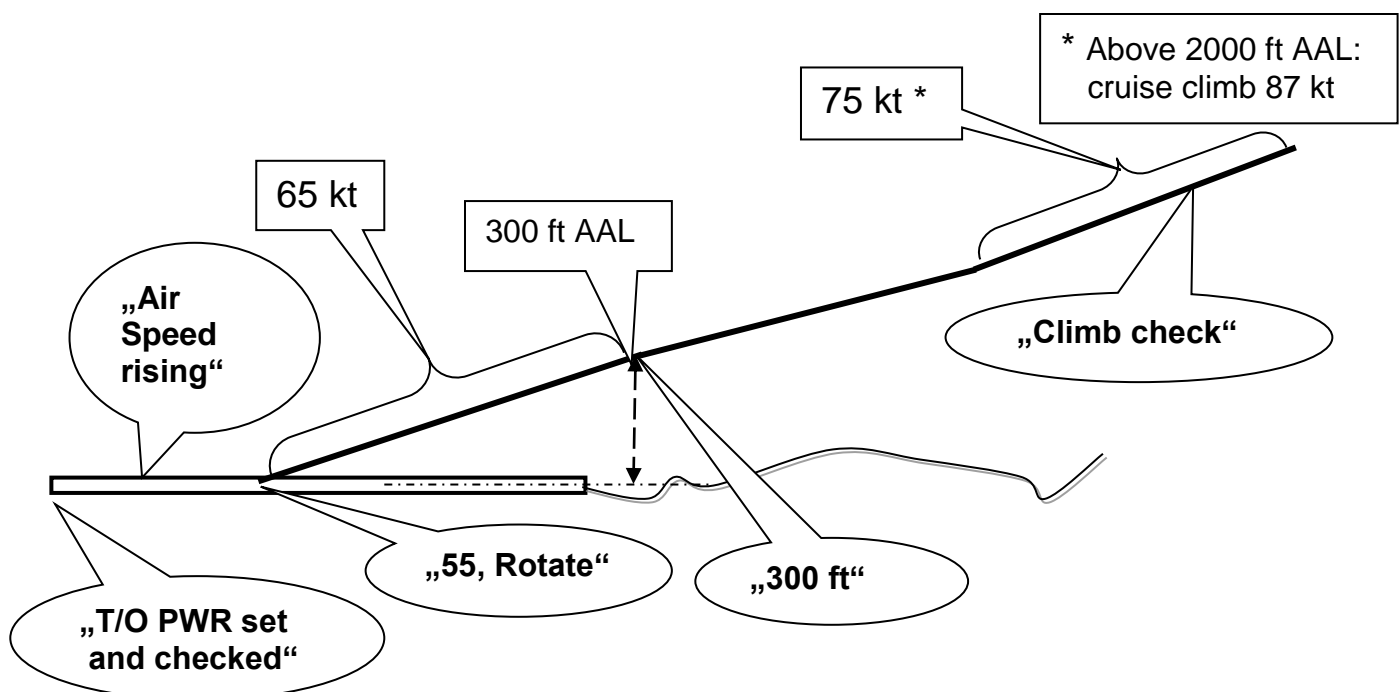 * Above 2000 ft AAL:
cruise climb 87 kt
75 kt *
65 kt
300 ft AAL
„Air
Speed
rising“
„Climb check“
„55, Rotate“
„300 ft“
„T/O PWR set
and checked“